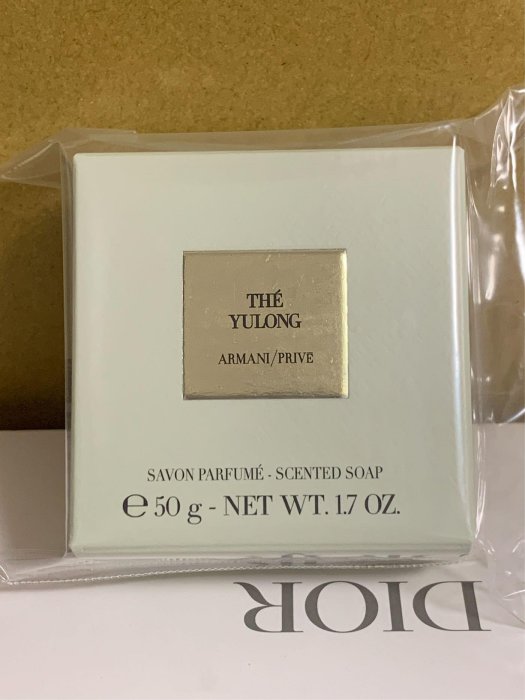 THÉ
YULONG
ARMANI/PRIVE
SAVON PARFUMÉ - SCENTED SOAP
℮ 50 g - NET WT. 1.7 OZ.
DIOR